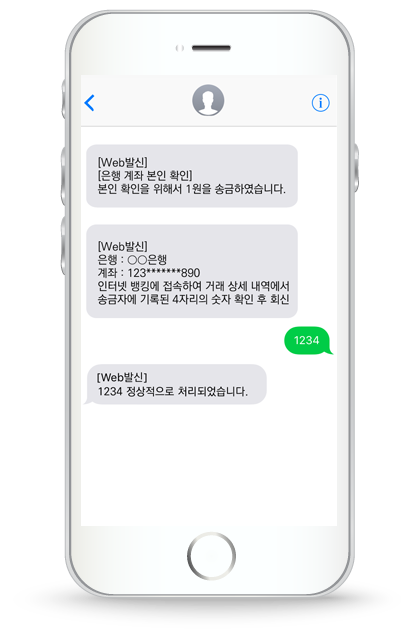 [Web발신]
[은행 계좌 본인 확인]
본인 확인을 위해서 1원을 송금하였습니다.
[Web발신]
은행 : ○○은행
계좌 : 123*******890
인터넷 뱅킹에 접속하여 거래 상세 내역에서
송금자에 기록된 4자리의 숫자 확인 후 회신
1234
[Web발신]
1234 정상적으로 처리되었습니다.